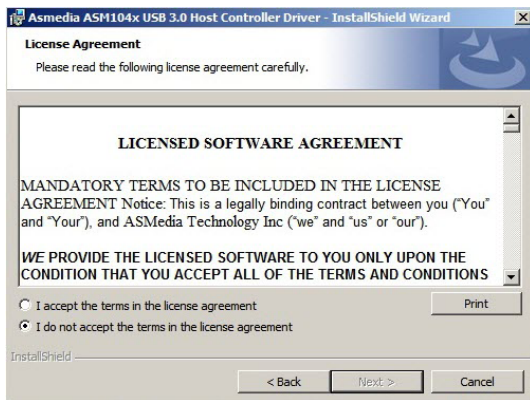 Asmedia ASM104x USB 3.0 Host Controller Driver - InstallShield Wizard
License Agreement
Please read the following license agreement carefully.
LICENSED SOFTWARE AGREEMENT
MANDATORY TERMS TO BE INCLUDED IN THE LICENSE
AGREEMENT Notice: This is a legally binding contract between you ("You"
and "Your"), and ASMedia Technology Inc ("we" and "us" or "our").
WE PROVIDE THE LICENSED SOFTWARE TO YOU ONLY UPON THE
CONDITION THAT YOU ACCEPT ALL OF THE TERMS AND CONDITIONS
I accept the terms in the license agreement
Print
I do not accept the terms in the license agreement
InstallShield
< Back
Next >
Cancel